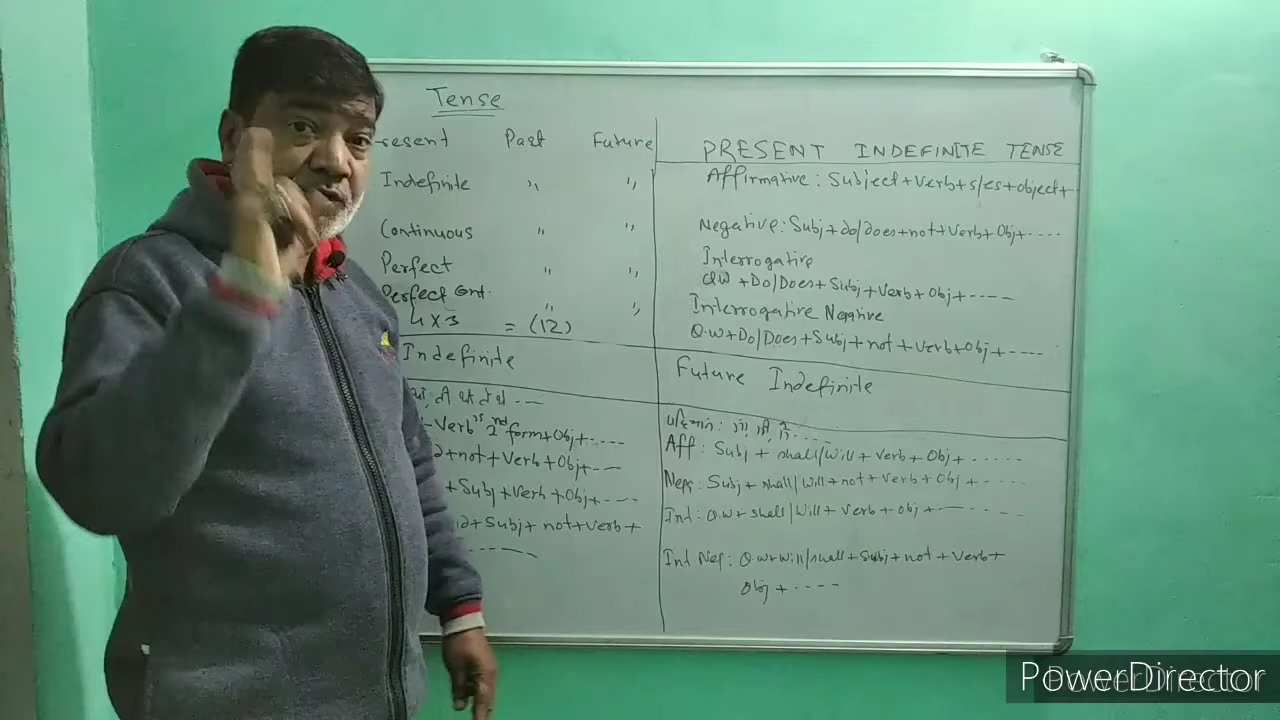 Tense
resent Past Future
Indefinite " "
Continuous " "
Perfect " "
Perfect Cont. " "
4 x 3 = (12)
Indefinite
Verb's 2nd form + Obj + ....
+ not + Verb + Obj + ---
+ Subj + verb + Obj + ----
+ Subj + not + verb +
-----
PRESENT INDEFINITE TENSE
Affirmative : Subject + Verb + s/es + object +
Negative : Subj + do/does + not + verb + Obj + ....
Interrogative
QW + Do/Does + Subj + Verb + Obj + ----
Interrogative Negative
Q.W + Do/Does + Subj + not + verb + Obj + ....
Future Indefinite
पहचान : गा, गी, गे ....
Aff : Subj + shall/will + verb + Obj + .....
Neg : Subj + shall/will + not + verb + Obj + .....
Int : Q.W + shall/will + verb + obj + .....
Int Neg : Q.W + will/shall + Subj + not + verb +
Obj + ....
PowerDirector